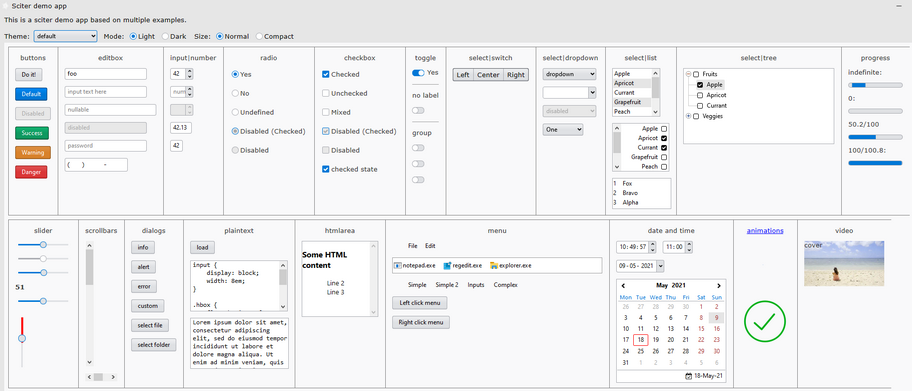 Sciter demo app
This is a sciter demo app based on multiple examples.
Theme: default Mode: Light Dark Size: Normal Compact
buttons
Do it!
Default
Disabled
Success
Warning
Danger
editbox
foo
input text here
nullable
disabled
password
( ) -
input|number
42
num
42.13
42
radio
Yes
No
Undefined
Disabled (Checked)
Disabled
checkbox
Checked
Unchecked
Mixed
Disabled (Checked)
Disabled
checked state
toggle
Yes
no label
group
select|switch
Left Center Right
select|dropdown
dropdown
disabled
One
select|list
Apple
Apricot
Currant
Grapefruit
Peach
Apple
Apricot
Currant
Grapefruit
Peach
1 Fox
2 Bravo
3 Alpha
select|tree
Fruits
Apple
Apricot
Currant
Veggies
progress
indefinite:
0:
50.2/100
100/100.8:
slider
51
scrollbars
dialogs
info
alert
error
custom
select file
select folder
plaintext
load
input {
display: block;
width: 8em;
}
.hbox {
Lorem ipsum dolor sit amet,
consectetur adipiscing
elit, sed do eiusmod tempor
incididunt ut labore et
dolore magna aliqua. Ut
enim ad minim veniam, quis
htmlarea
Some HTML
content
Line 2
Line 3
menu
File Edit
notepad.exe regedit.exe explorer.exe
Simple Simple 2 Inputs Complex
Left click menu
Right click menu
date and time
10:49:57 11:00
09-05-2021
May 2021
Mon Tue Wed Thu Fri Sat Sun
26 27 28 29 30 1 2
3 4 5 6 7 8 9
10 11 12 13 14 15 16
17 18 19 20 21 22 23
24 25 26 27 28 29 30
31 1 2 3 4 5 6
18-May-21
animations
video
cover